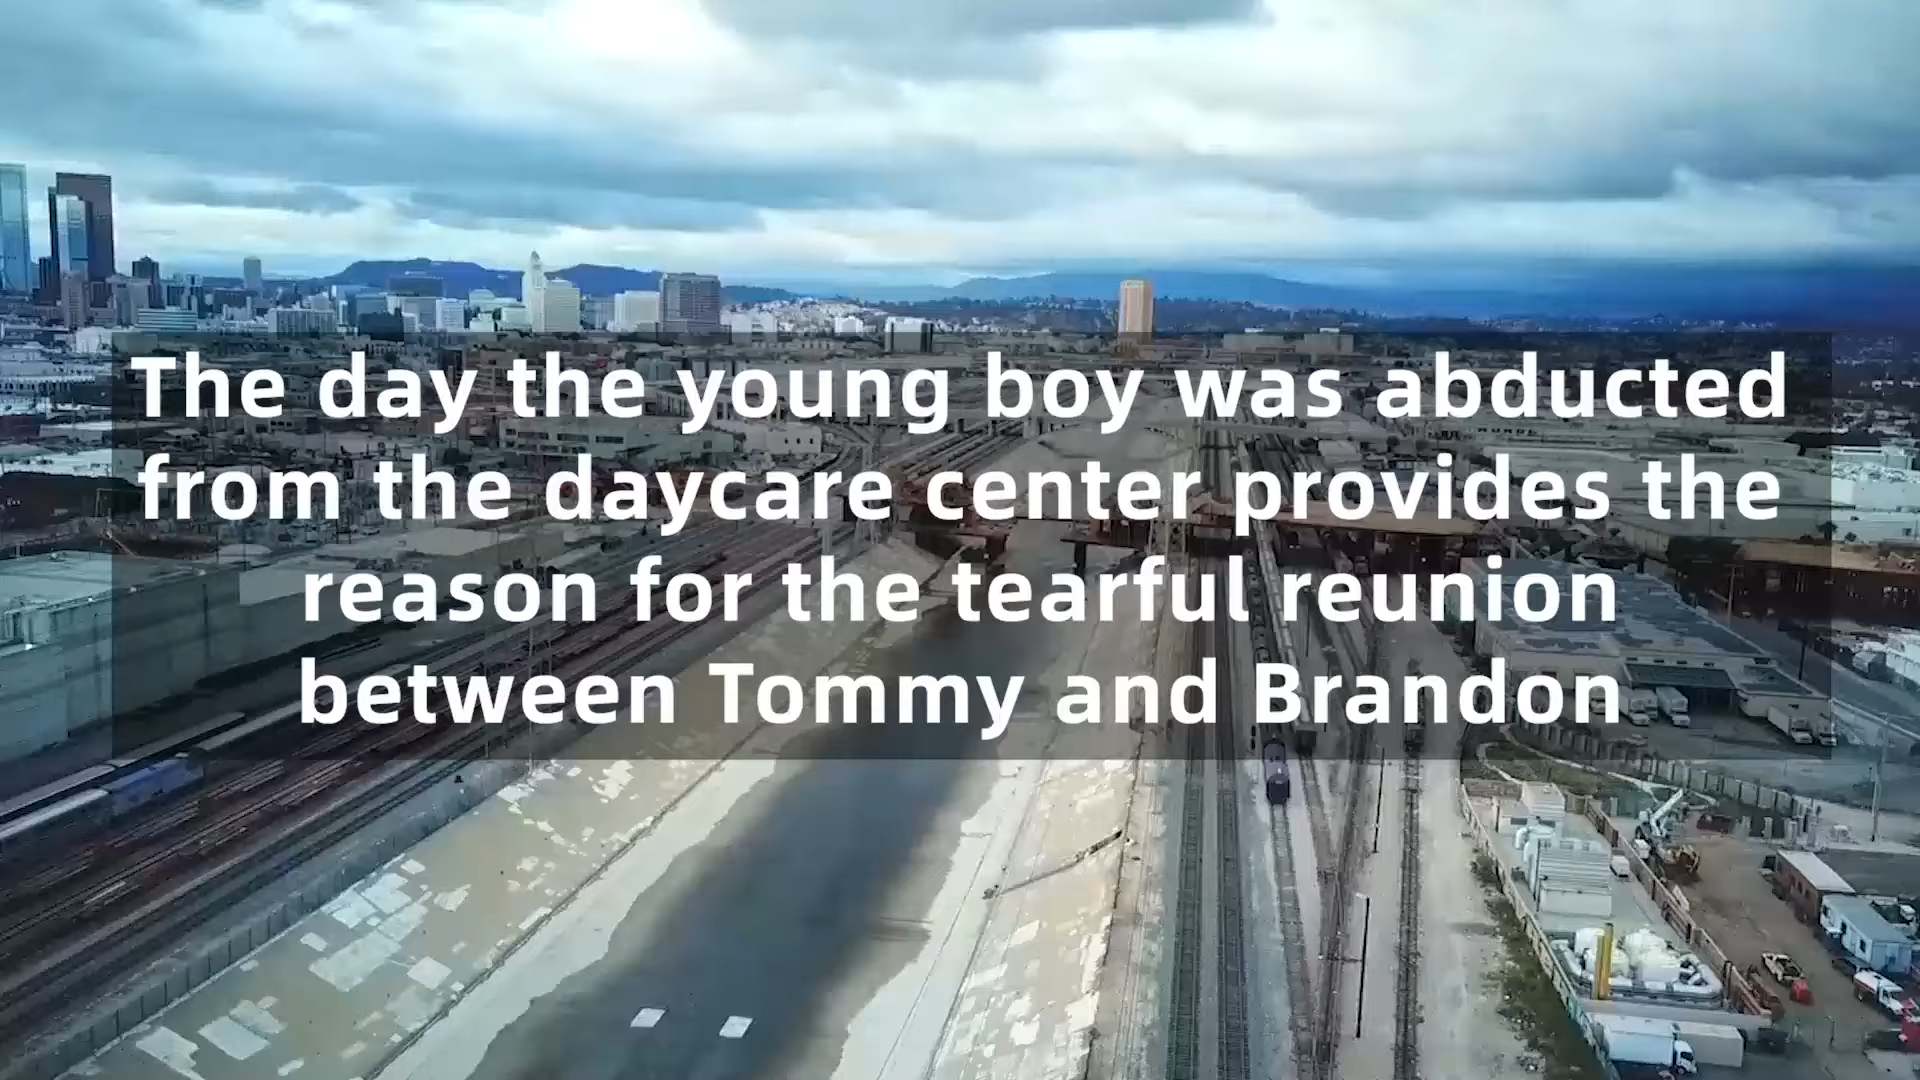 The day the young boy was abducted
from the daycare center provides the
reason for the tearful reunion
between Tommy and Brandon